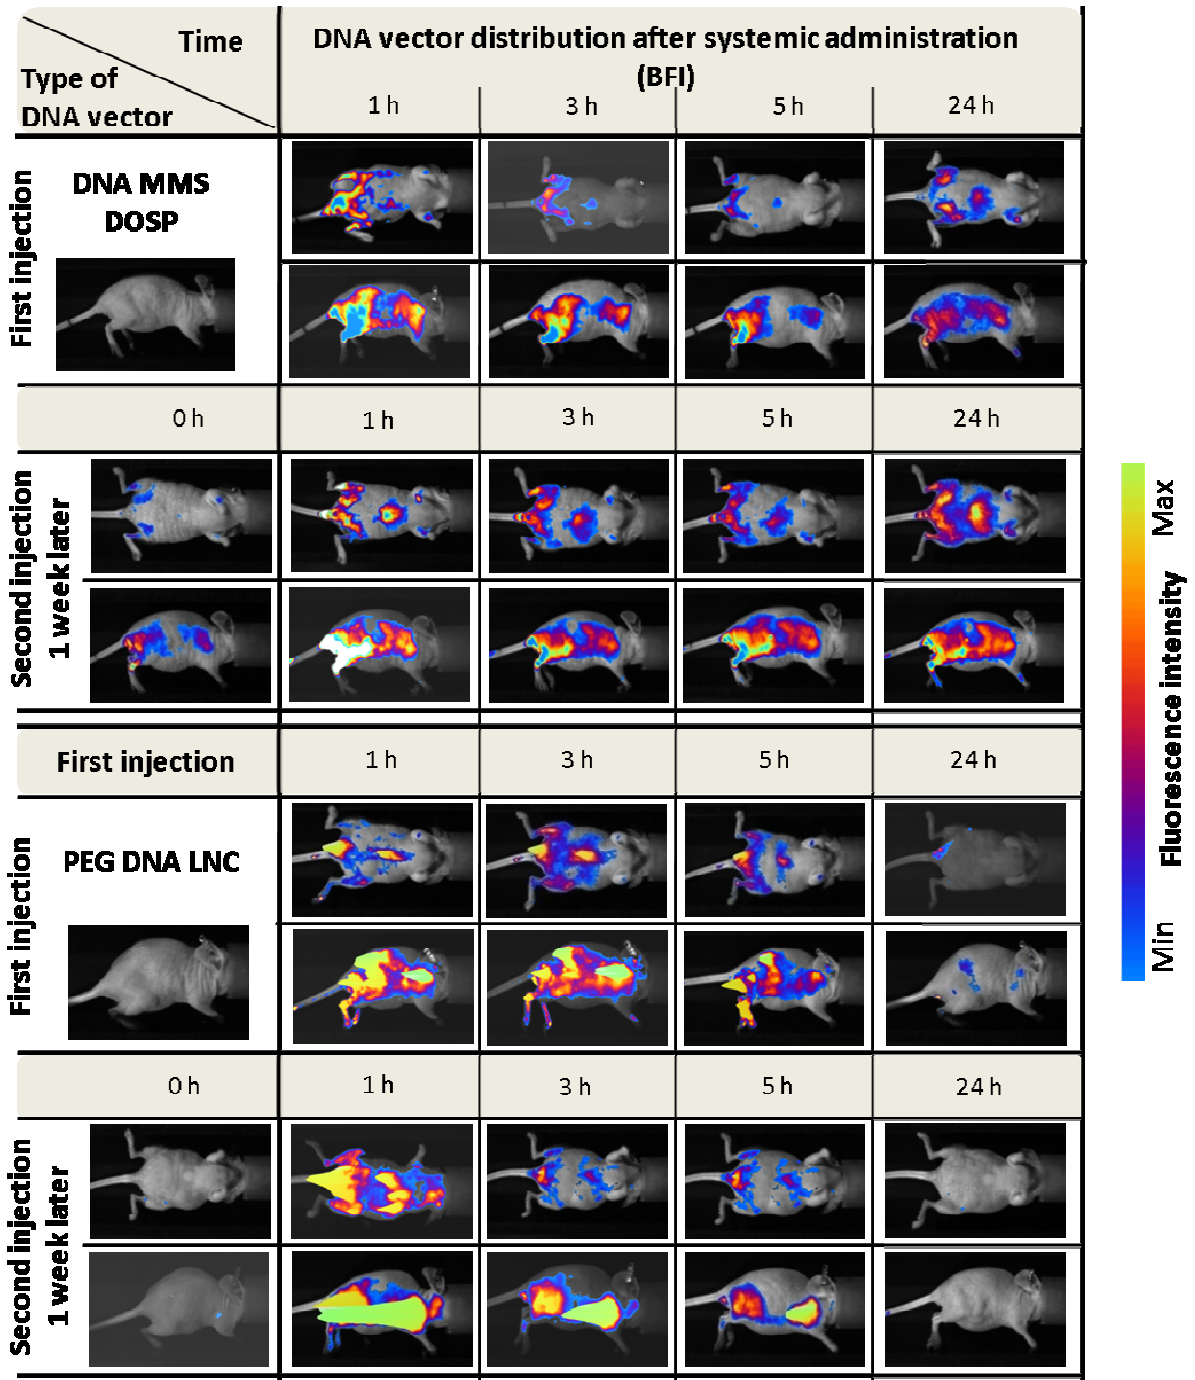 Time
Type of
DNA vector
DNA vector distribution after systemic administration
(BFI)
1 h
3 h
5 h
24 h
First injection
DNA MMS
DOSP
0 h
1 h
3 h
5 h
24 h
Second injection
1 week later
First injection
1 h
3 h
5 h
24 h
First injection
PEG DNA LNC
0 h
1 h
3 h
5 h
24 h
Second injection
1 week later
Max
Fluorescence intensity
Min